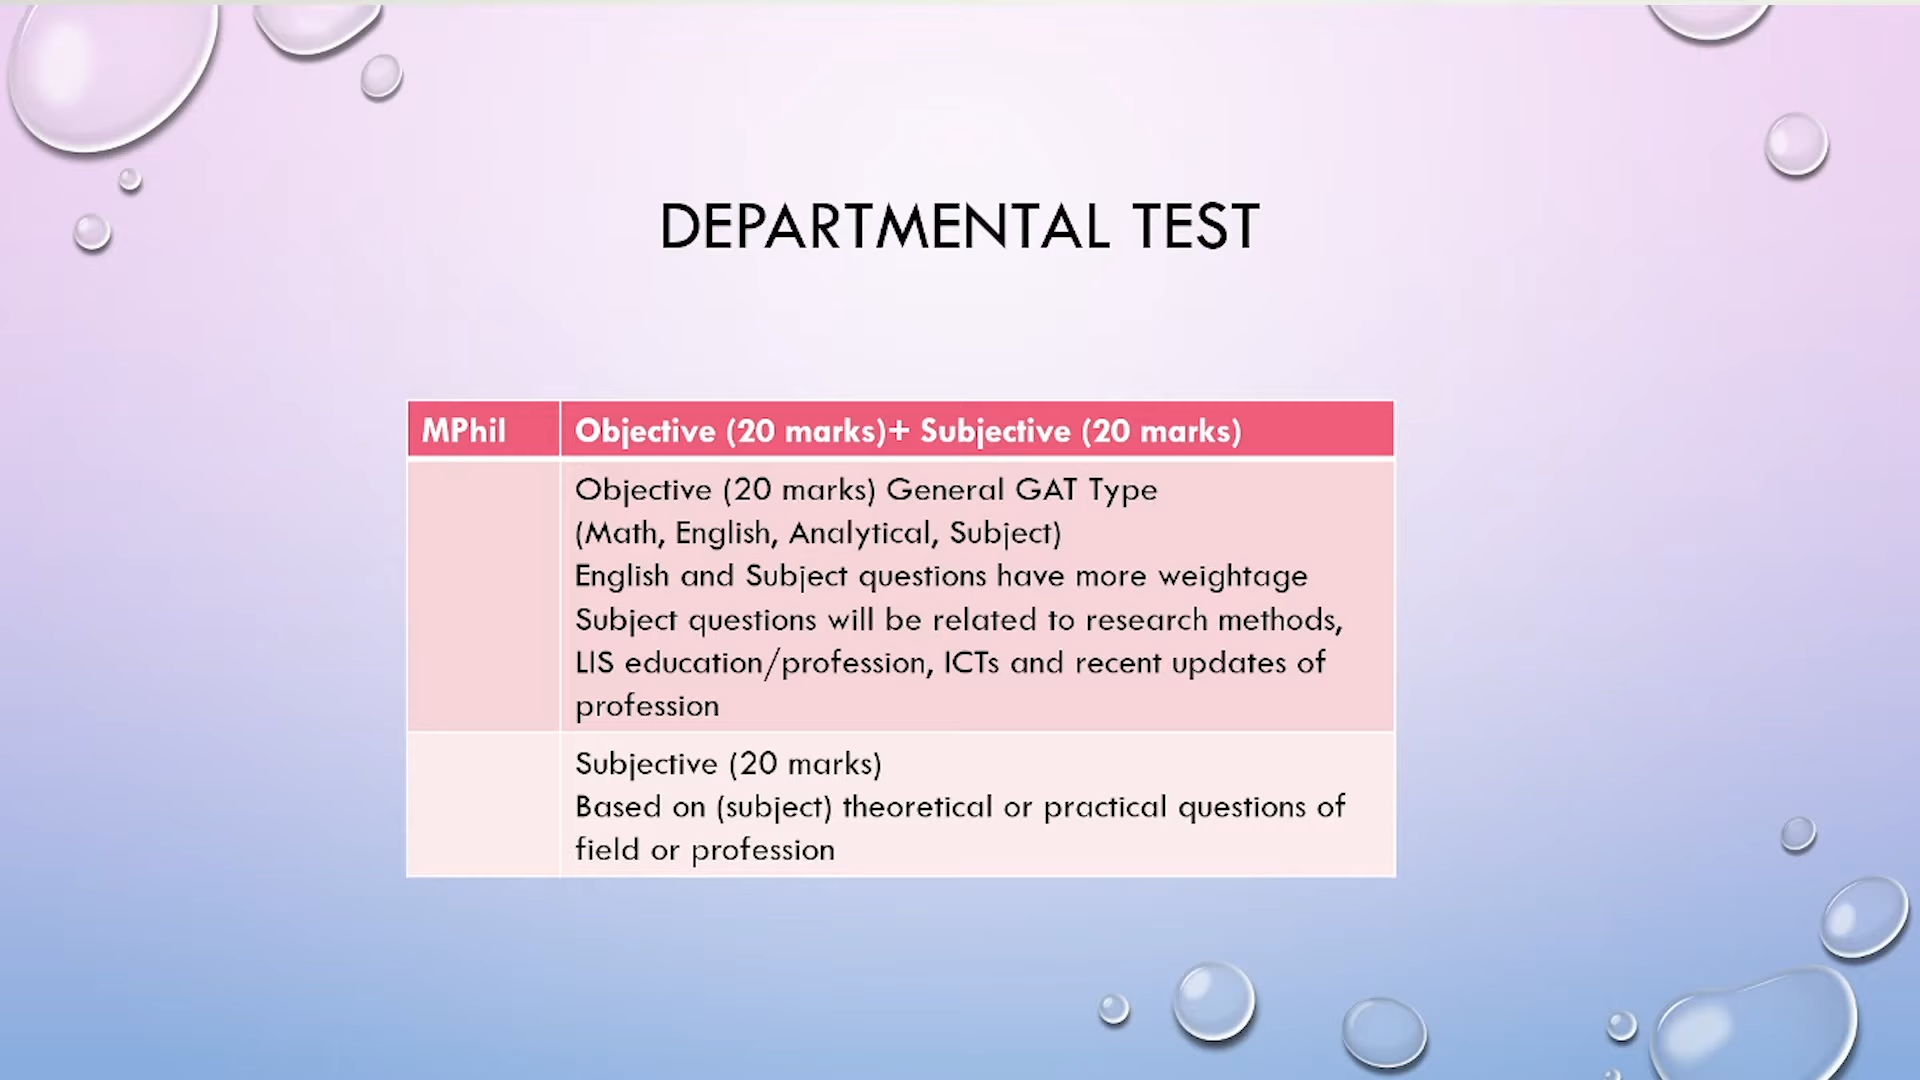 DEPARTMENTAL TEST
MPhil
Objective (20 marks)+ Subjective (20 marks)
Objective (20 marks) General GAT Type
(Math, English, Analytical, Subject)
English and Subject questions have more weightage
Subject questions will be related to research methods,
LIS education/profession, ICTs and recent updates of
profession
Subjective (20 marks)
Based on (subject) theoretical or practical questions of
field or profession